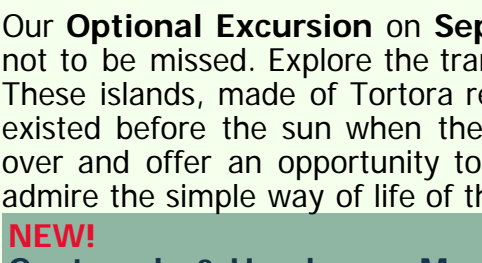 Our Optional Excursion on
not to be missed. Explore the
These islands, made of Tortora
existed before the sun when the
over and offer an opportunity to
admire the simple way of life of
NEW!